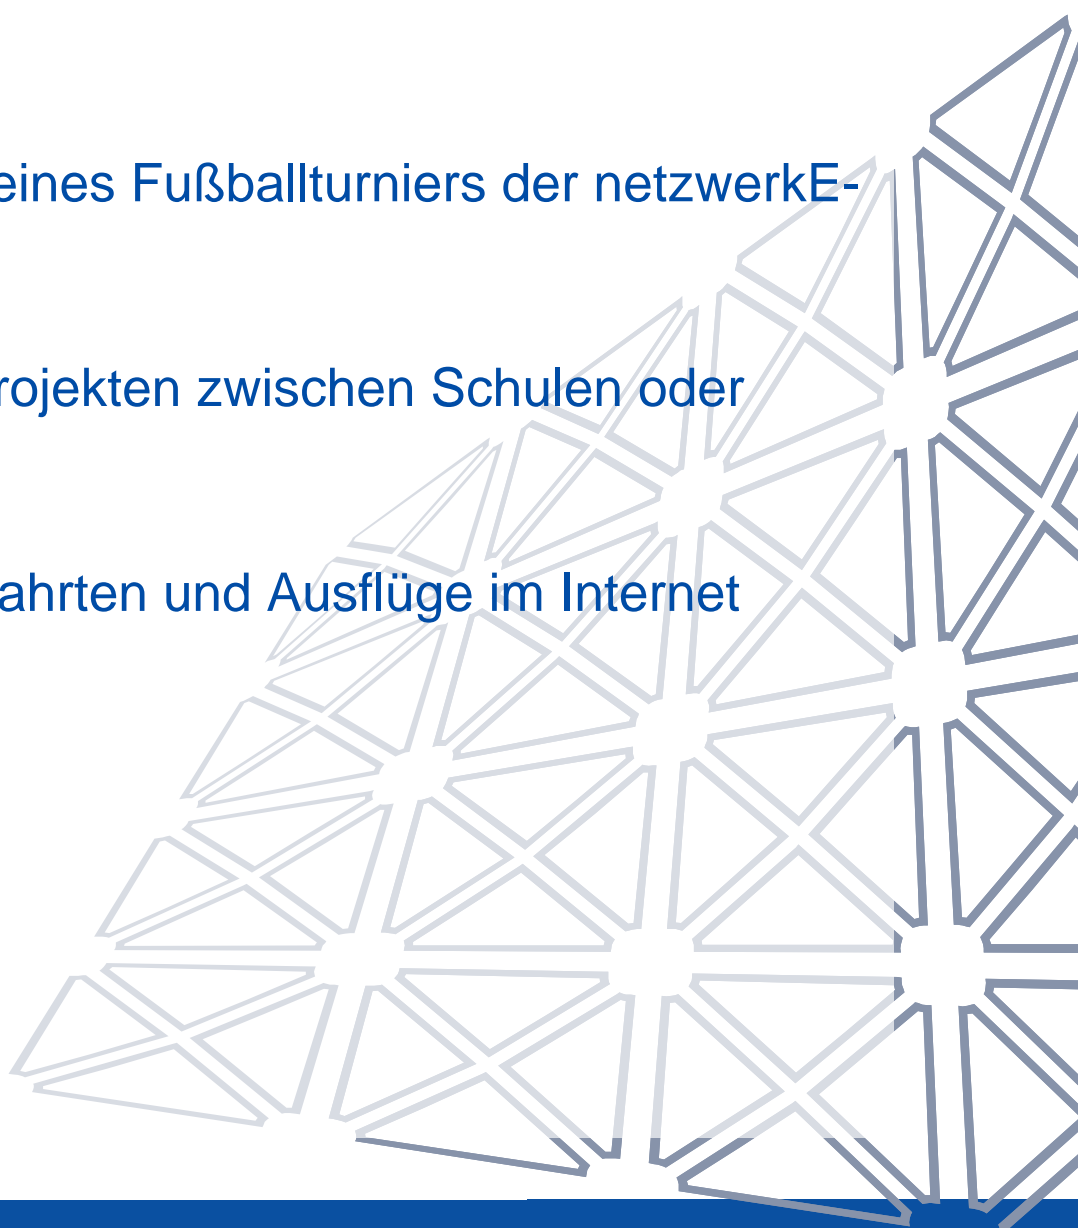 eines Fußballturniers der netzwerkE-
rojekten zwischen Schulen oder
ahrten und Ausflüge im Internet